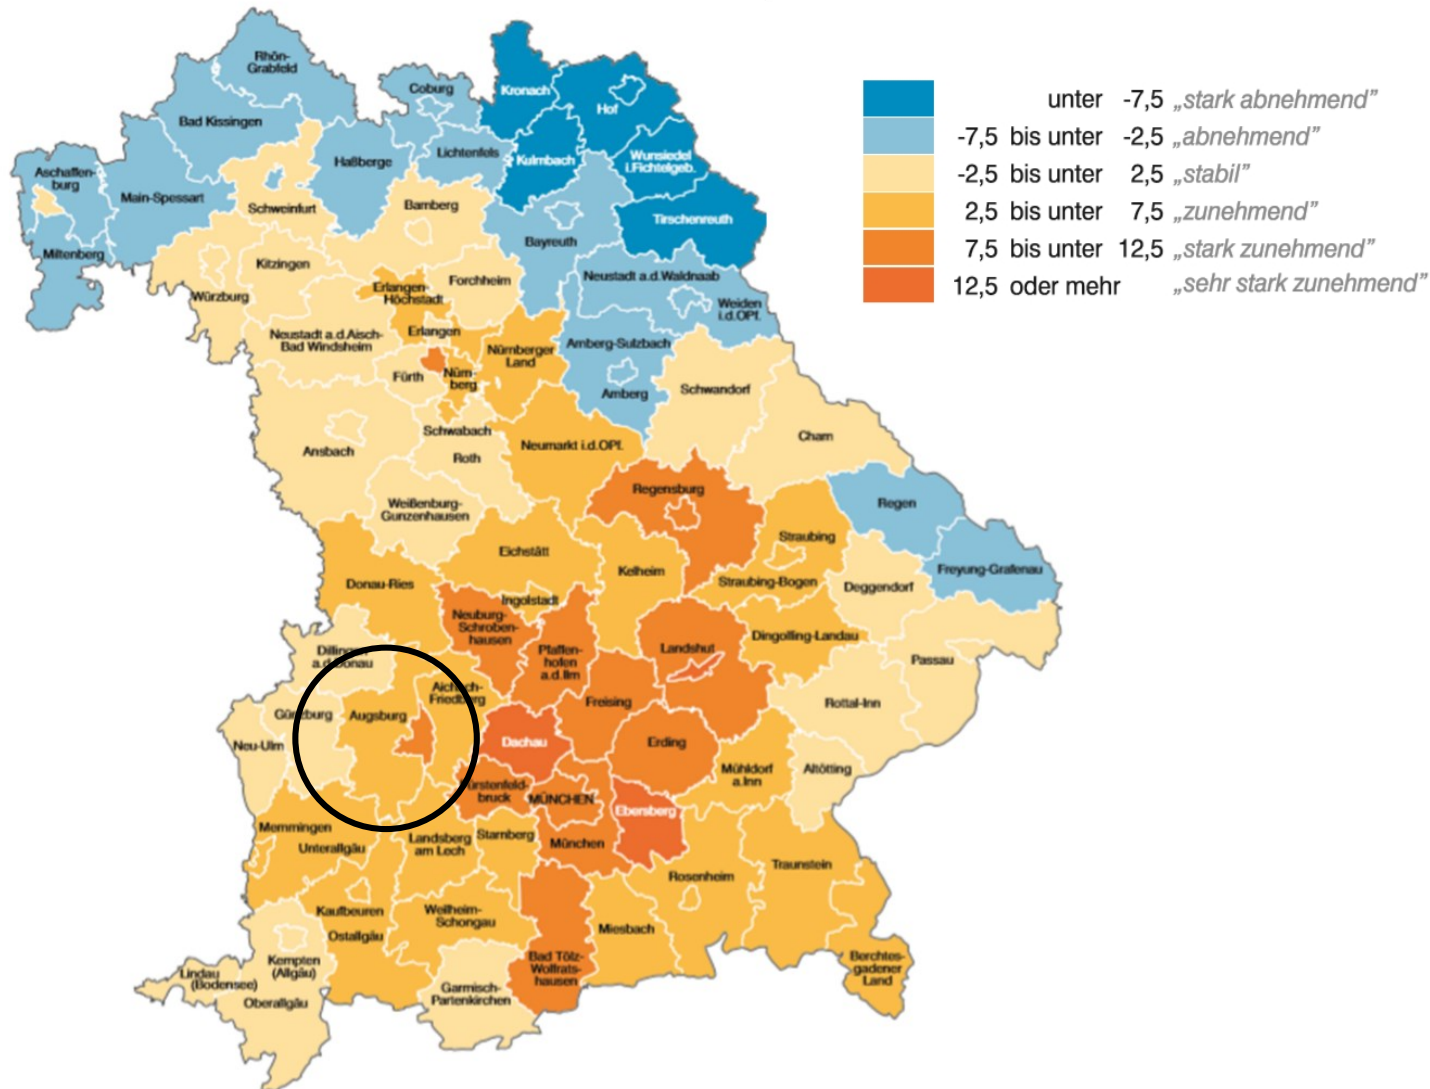 unter -7,5 „stark abnehmend”
-7,5 bis unter -2,5 „abnehmend”
-2,5 bis unter 2,5 „stabil”
2,5 bis unter 7,5 „zunehmend”
7,5 bis unter 12,5 „stark zunehmend”
12,5 oder mehr „sehr stark zunehmend”
Rhön-
Grabfeld
Bad Kissingen
Coburg
Kronach
Hof
Aschaffen-
burg
Main-Spessart
Haßberge
Lichtenfels
Kulmbach
Wunsiedel
i.Fichtelgeb.
Miltenberg
Schweinfurt
Bamberg
Bayreuth
Tirschenreuth
Würzburg
Kitzingen
Erlangen-
Höchstadt
Forchheim
Neustadt a.d.Waldnaab
Weiden
i.d.OPf.
Neustadt a.d.Aisch-
Bad Windsheim
Erlangen
Fürth
Nürn-
berg
Nürnberger
Land
Amberg-Sulzbach
Amberg
Schwandorf
Cham
Ansbach
Schwabach
Roth
Neumarkt i.d.OPf.
Weißenburg-
Gunzenhausen
Regensburg
Regen
Eichstätt
Kelheim
Straubing
Straubing-Bogen
Deggendorf
Freyung-Grafenau
Donau-Ries
Ingolstadt
Neuburg-
Schroben-
hausen
Pfaffen-
hofen
a.d.Ilm
Landshut
Dingolling-Landau
Passau
Dillingen
a.d.Donau
Aichach-
Friedberg
Freising
Rottal-Inn
Günzburg
Augsburg
Neu-Ulm
Dachau
Erding
Mühldorf
a.Inn
Altötting
Fürstenfeld-
bruck
MÜNCHEN
Ebersberg
Memmingen
Unterallgäu
Landsberg
am Lech
Starnberg
München
Rosenheim
Traunstein
Kaufbeuren
Ostallgäu
Weilheim-
Schongau
Miesbach
Bad Tölz-
Wolfrats-
hausen
Berchtes-
gadener
Land
Lindau
(Bodensee)
Kempten
(Allgäu)
Oberallgäu
Garmisch-
Partenkirchen